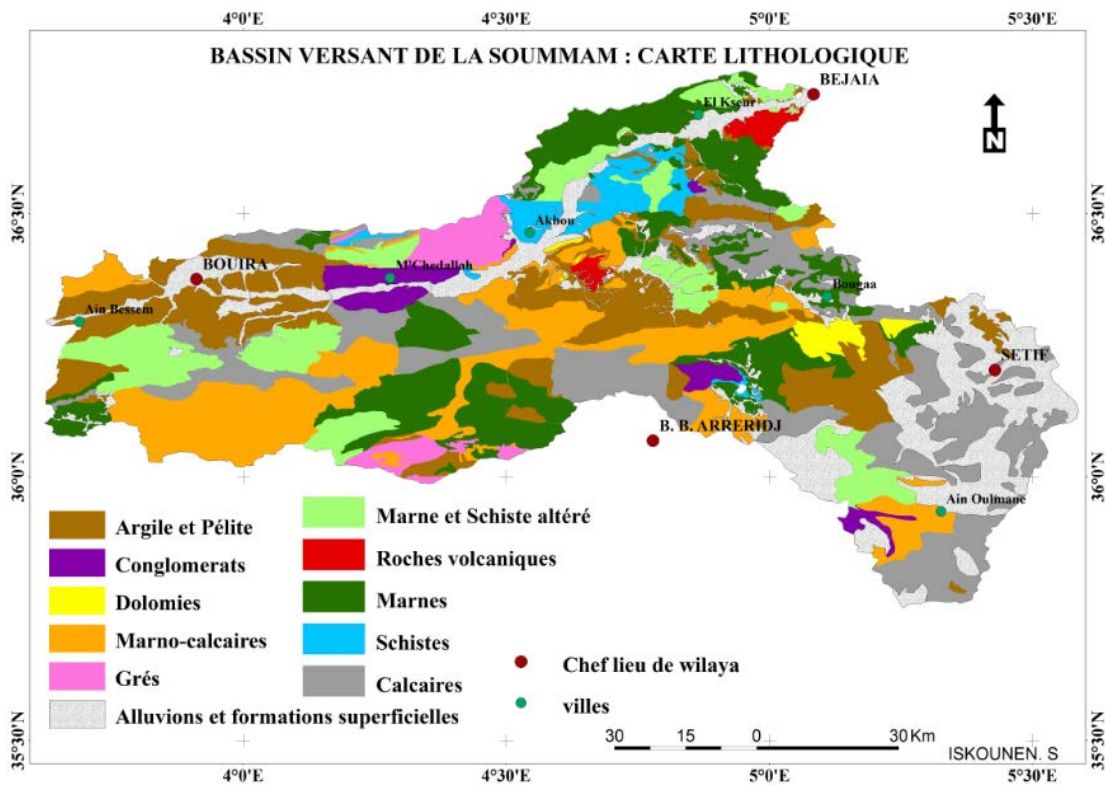 4°0'E 4°30'E 5°0'E 5°30'E
BASSIN VERSANT DE LA SOUMMAM : CARTE LITHOLOGIQUE
BEJAIA
El Kseur
N
36°30'N 36°30'N
Akbou
BOUIRA
M'Chedallah
Bougaa
Ain Bessem
SETIF
B. B. ARRERIDJ
36°0'N 36°0'N
Ain Oulmane
Argile et Pélite
Conglomerats
Dolomies
Marno-calcaires
Grés
Alluvions et formations superficielles
Marne et Schiste altéré
Roches volcaniques
Marnes
Schistes
Calcaires
Chef lieu de wilaya
villes
30 15 0 30 Km
ISKOUNEN. S
35°30'N 35°30'N
4°0'E 4°30'E 5°0'E 5°30'E